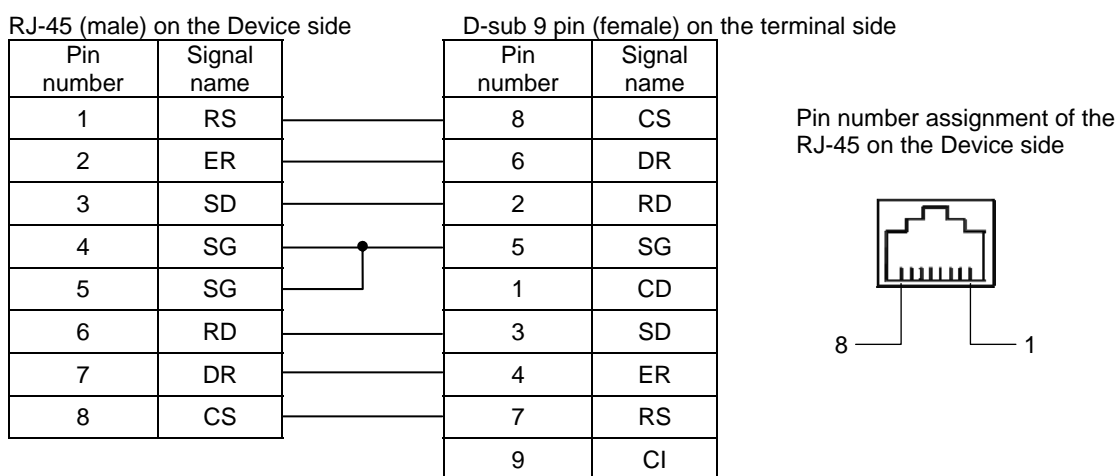 RJ-45 (male) on the Device side D-sub 9 pin (female) on the terminal side
Pin number Signal name Pin number Signal name
1 RS 8 CS
2 ER 6 DR
3 SD 2 RD
4 SG 5 SG
5 SG 1 CD
6 RD 3 SD
7 DR 4 ER
8 CS 7 RS
9 CI
Pin number assignment of the
RJ-45 on the Device side
8 1